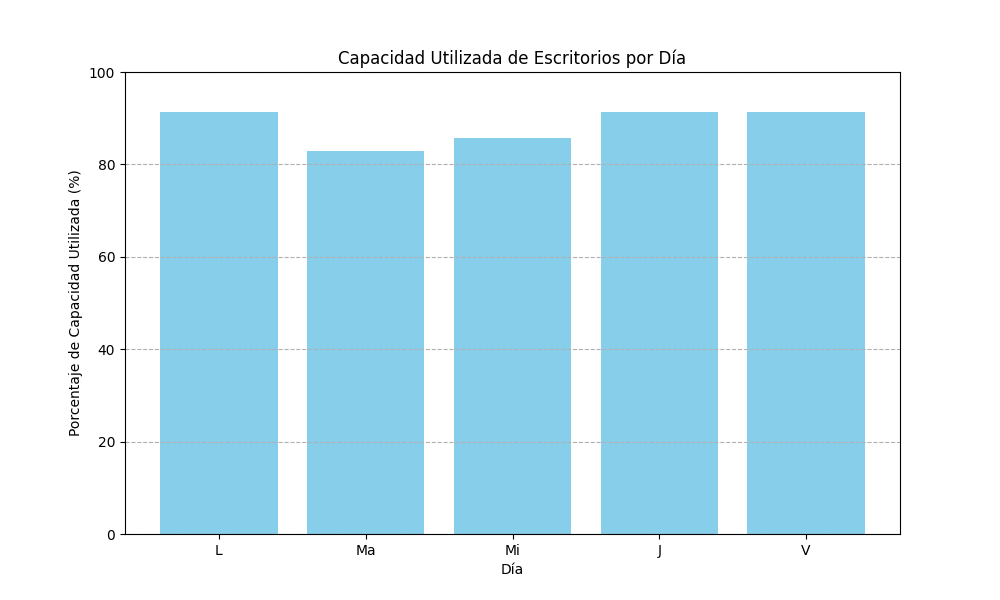 Capacidad Utilizada de Escritorios por Día
Porcentaje de Capacidad Utilizada (%)
100
80
60
40
20
0
L Ma Mi J V
Día